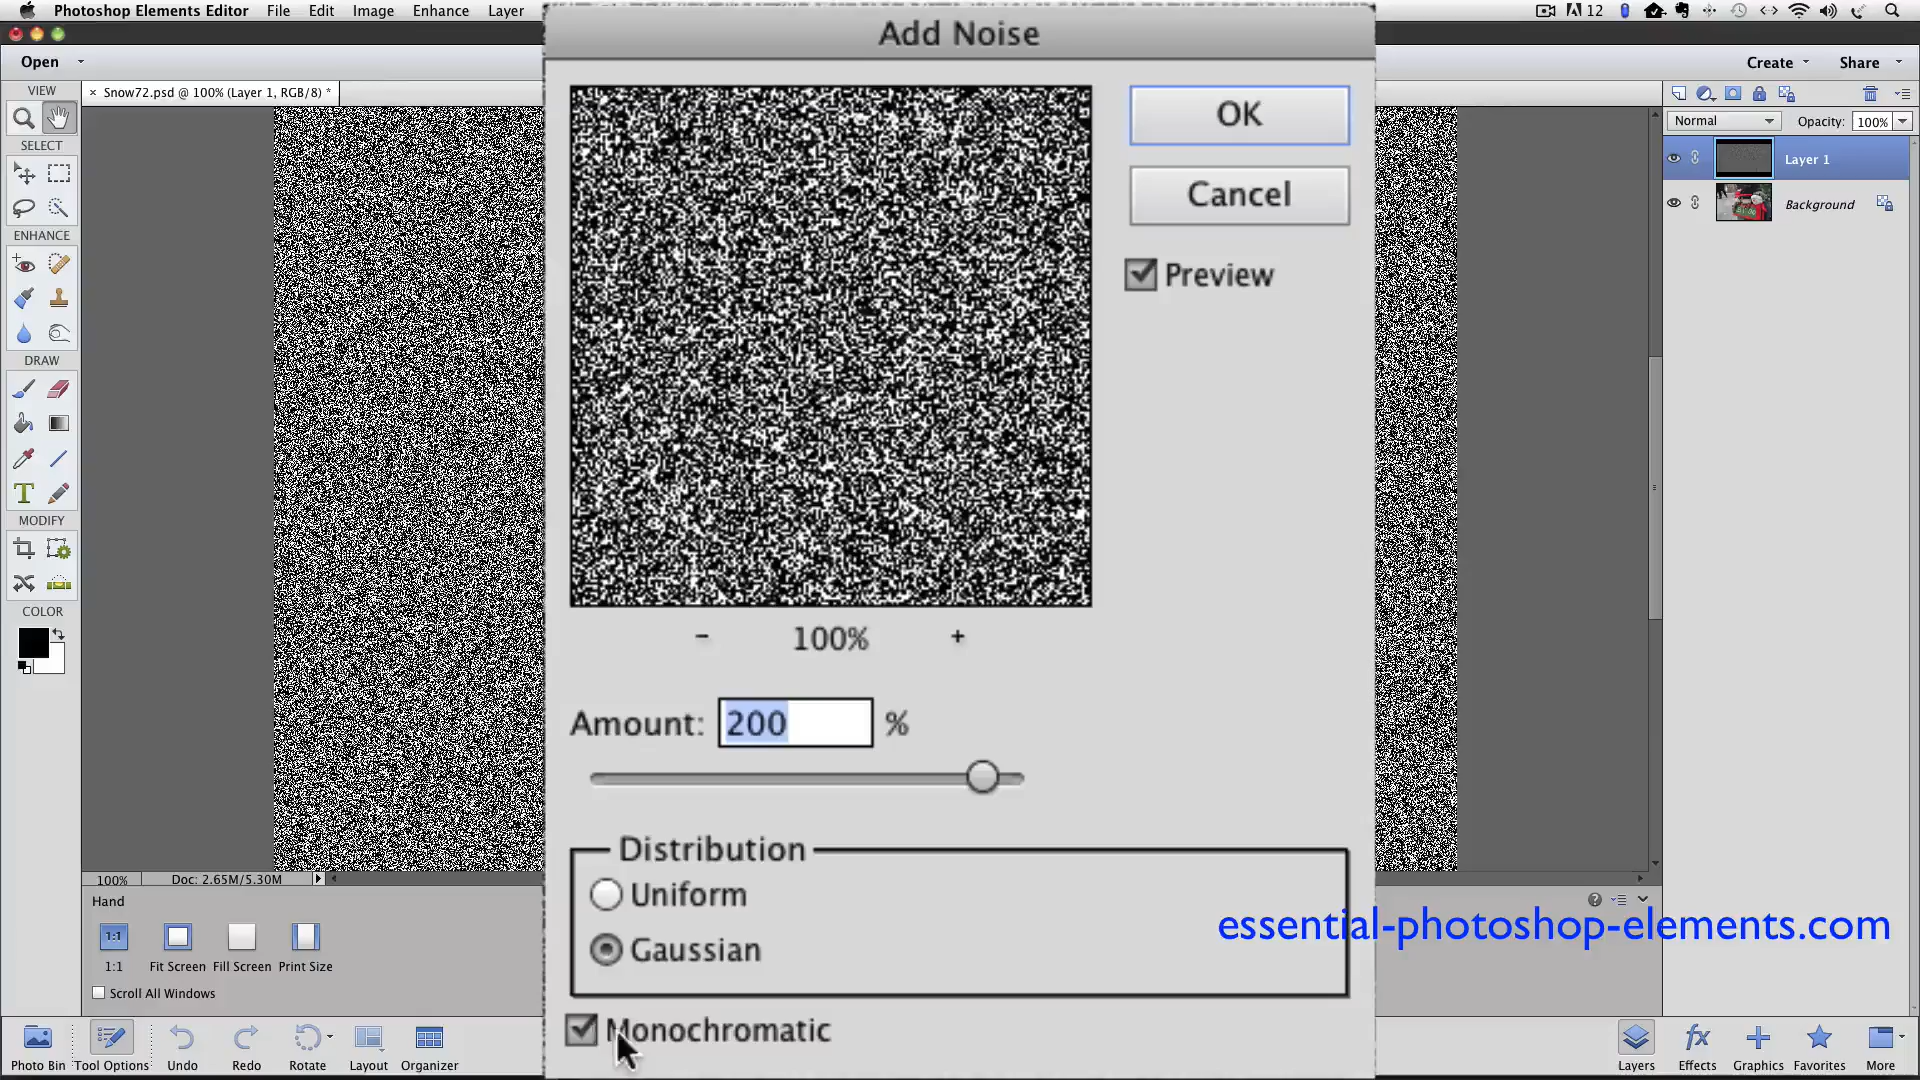 Photoshop Elements Editor File Edit Image Enhance Layer
12
Add Noise
Open
Create
Share
Snow72.psd @ 100% (Layer 1, RGB/8) *
VIEW
SELECT
ENHANCE
DRAW
MODIFY
COLOR
OK
Cancel
Preview
Normal
Opacity: 100%
Layer 1
Background
- 100% +
Amount: 200 %
Distribution
Uniform
Gaussian
Monochromatic
100% Doc: 2.65M/5.30M
Hand
1:1
1:1 Fit Screen Fill Screen Print Size
Scroll All Windows
essential-photoshop-elements.com
Photo Bin Tool Options Undo Redo Rotate Layout Organizer
fx
Layers Effects Graphics Favorites More